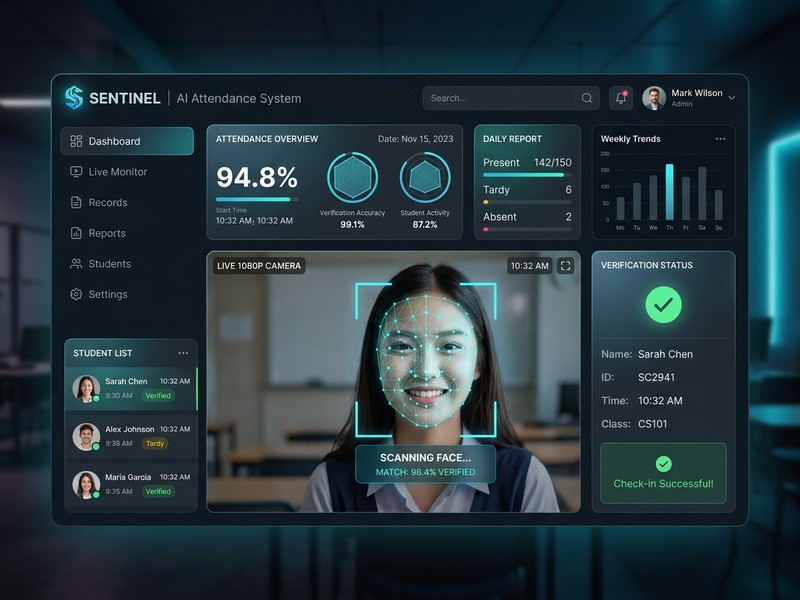 SENTINEL | AI Attendance System
Search...
Mark Wilson
Admin
Dashboard
Live Monitor
Records
Reports
Students
Settings
STUDENT LIST
Sarah Chen 10:32 AM
9:30 AM Verified
Alex Johnson 10:32 AM
9:38 AM Tardy
Maria Garcia 10:32 AM
9:35 AM Verified
ATTENDANCE OVERVIEW
Date: Nov 15, 2023
94.8%
Start Time
10:32 AM; 10:32 AM
Verification Accuracy
99.1%
Student Activity
87.2%
DAILY REPORT
Present 142/150
Tardy 6
Absent 2
Weekly Trends
200
150
100
50
0
Mo Tu We Th Fr Sa Su
LIVE 1080P CAMERA
10:32 AM
SCANNING FACE...
MATCH: 98.4% VERIFIED
VERIFICATION STATUS
Name: Sarah Chen
ID: SC2941
Time: 10:32 AM
Class: CS101
Check-in Successful!